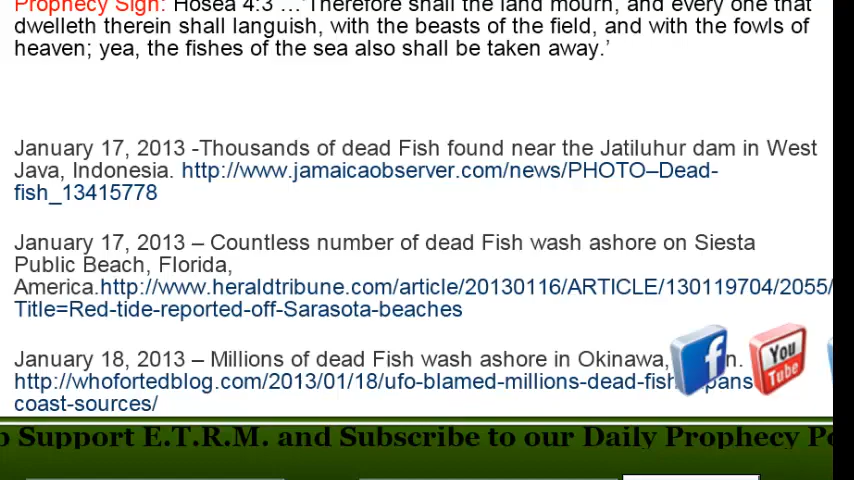 Prophecy Sign: Hosea 4:3 …'Therefore shall the land mourn, and every one that
dwelleth therein shall languish, with the beasts of the field, and with the fowls of
heaven; yea, the fishes of the sea also shall be taken away.’
January 17, 2013 -Thousands of dead Fish found near the Jatiluhur dam in West
Java, Indonesia. http://www.jamaicaobserver.com/news/PHOTO–Dead-
fish_13415778
January 17, 2013 – Countless number of dead Fish wash ashore on Siesta
Public Beach, Florida,
America.http://www.heraldtribune.com/article/20130116/ARTICLE/130119704/2055/
Title=Red-tide-reported-off-Sarasota-beaches
January 18, 2013 – Millions of dead Fish wash ashore in Okinawa, n.
http://whofortedblog.com/2013/01/18/ufo-blamed-millions-dead-fish pans
coast-sources/
f
You
Tube
Support E.T.R.M. and Subscribe to our Daily Prophecy